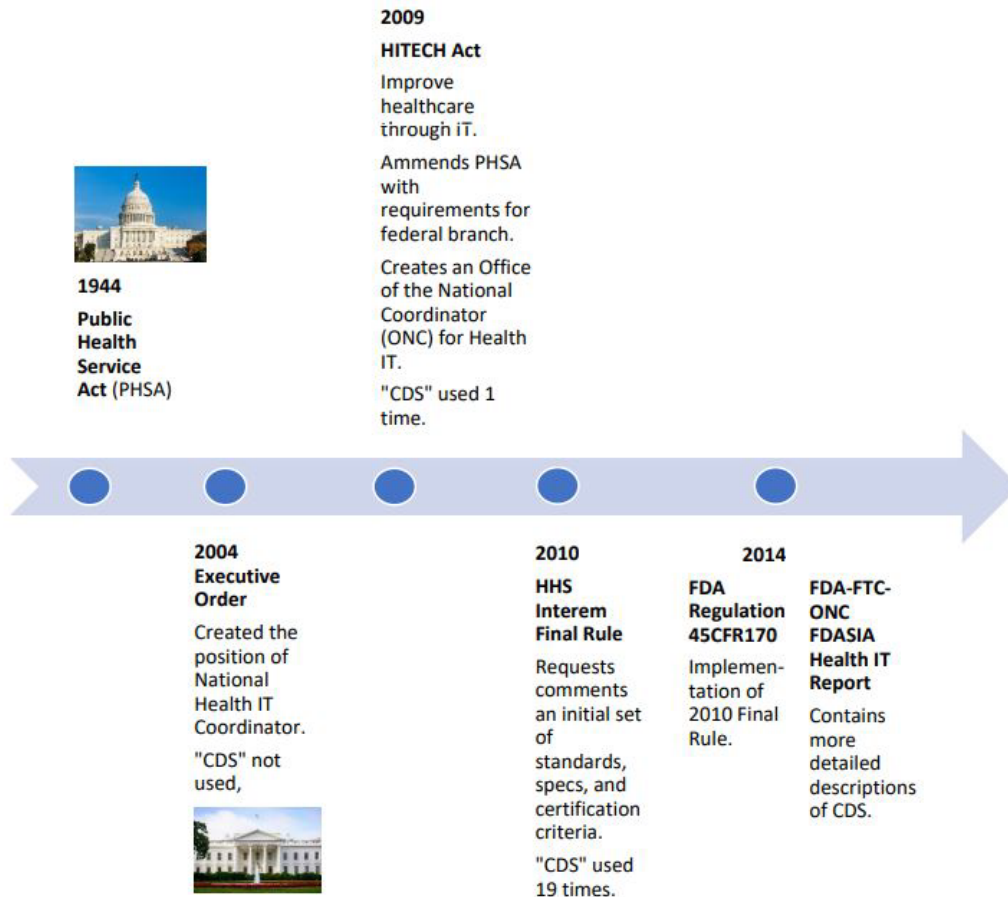 2009
HITECH Act
Improve
healthcare
through iT.
Ammends PHSA
with
requirements for
federal branch.
Creates an Office
of the National
Coordinator
(ONC) for Health
IT.
"CDS" used 1
time.
1944
Public
Health
Service
Act (PHSA)
2004
Executive
Order
Created the
position of
National
Health IT
Coordinator.
"CDS" not
used,
2010
HHS
Interem
Final Rule
Requests
comments
an initial set
of
standards,
specs, and
certification
criteria.
"CDS" used
19 times.
2014
FDA
Regulation
45CFR170
Implemen-
tation of
2010 Final
Rule.
FDA-FTC-
ONC
FDASIA
Health IT
Report
Contains
more
detailed
descriptions
of CDS.